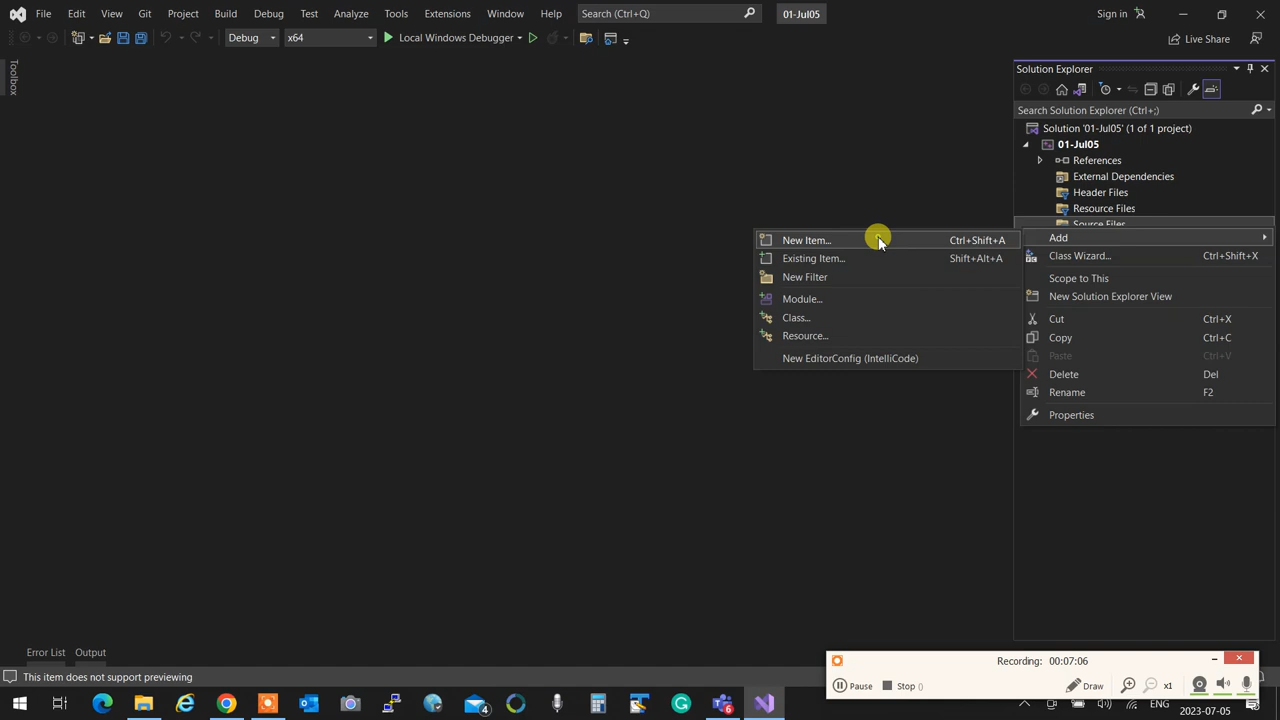 File Edit View Git Project Build Debug Test Analyze Tools Extensions Window Help Search (Ctrl+Q) 01-Jul05 Sign in
Debug x64 Local Windows Debugger Live Share
Toolbox
Solution Explorer
Search Solution Explorer (Ctrl+;)
Solution '01-Jul05' (1 of 1 project)
01-Jul05
References
External Dependencies
Header Files
Resource Files
Source Files
New Item... Ctrl+Shift+A
Existing Item... Shift+Alt+A
New Filter
Module...
Class...
Resource...
New EditorConfig (IntelliCode)
Add
Class Wizard... Ctrl+Shift+X
Scope to This
New Solution Explorer View
Cut Ctrl+X
Copy Ctrl+C
Paste Ctrl+V
Delete Del
Rename F2
Properties
Error List Output
This item does not support previewing
Recording: 00:07:06
Pause Stop () Draw x1
4 6 ENG
2023-07-05